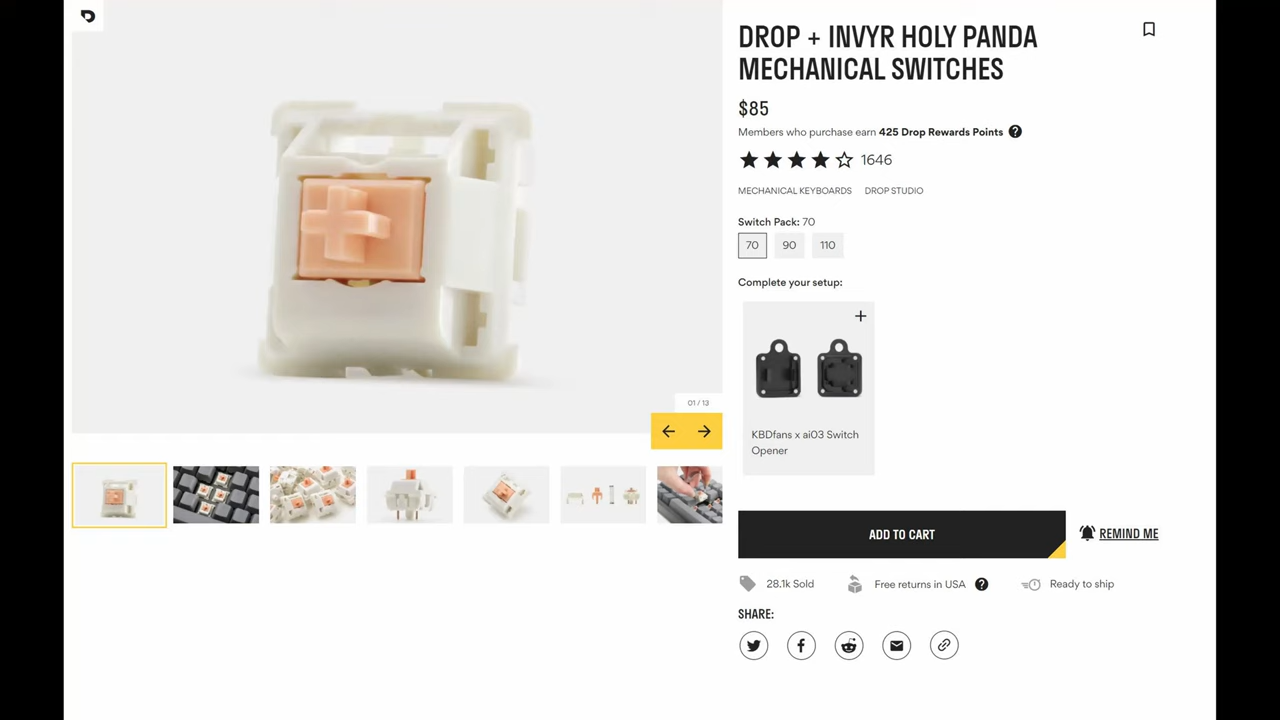 DROP + INVYR HOLY PANDA
MECHANICAL SWITCHES
$85
Members who purchase earn 425 Drop Rewards Points ?
1646
MECHANICAL KEYBOARDS DROP STUDIO
Switch Pack: 70
70 90 110
Complete your setup:
KBDfans x ai03 Switch
Opener
01 / 13
ADD TO CART
REMIND ME
28.1k Sold Free returns in USA ? Ready to ship
SHARE: